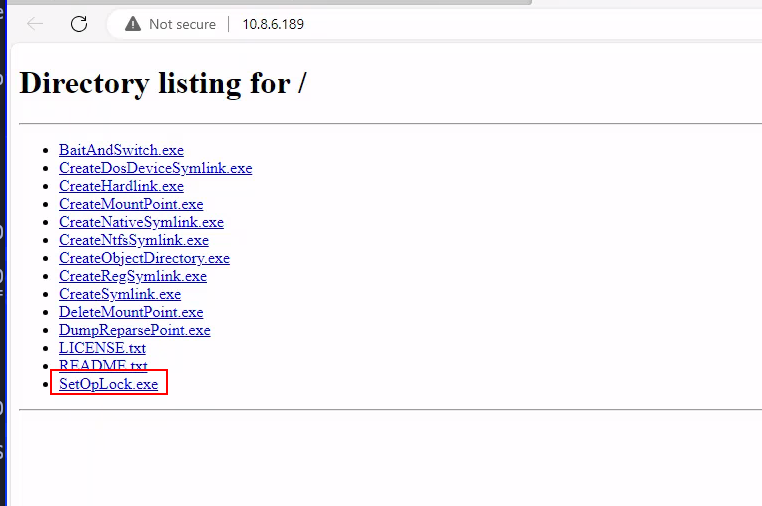 Not secure 10.8.6.189
Directory listing for /
BaitAndSwitch.exe
CreateDosDeviceSymlink.exe
CreateHardlink.exe
CreateMountPoint.exe
CreateNativeSymlink.exe
CreateNtfsSymlink.exe
CreateObjectDirectory.exe
CreateRegSymlink.exe
CreateSymlink.exe
DeleteMountPoint.exe
DumpReparsePoint.exe
LICENSE.txt
README.txt
SetOpLock.exe